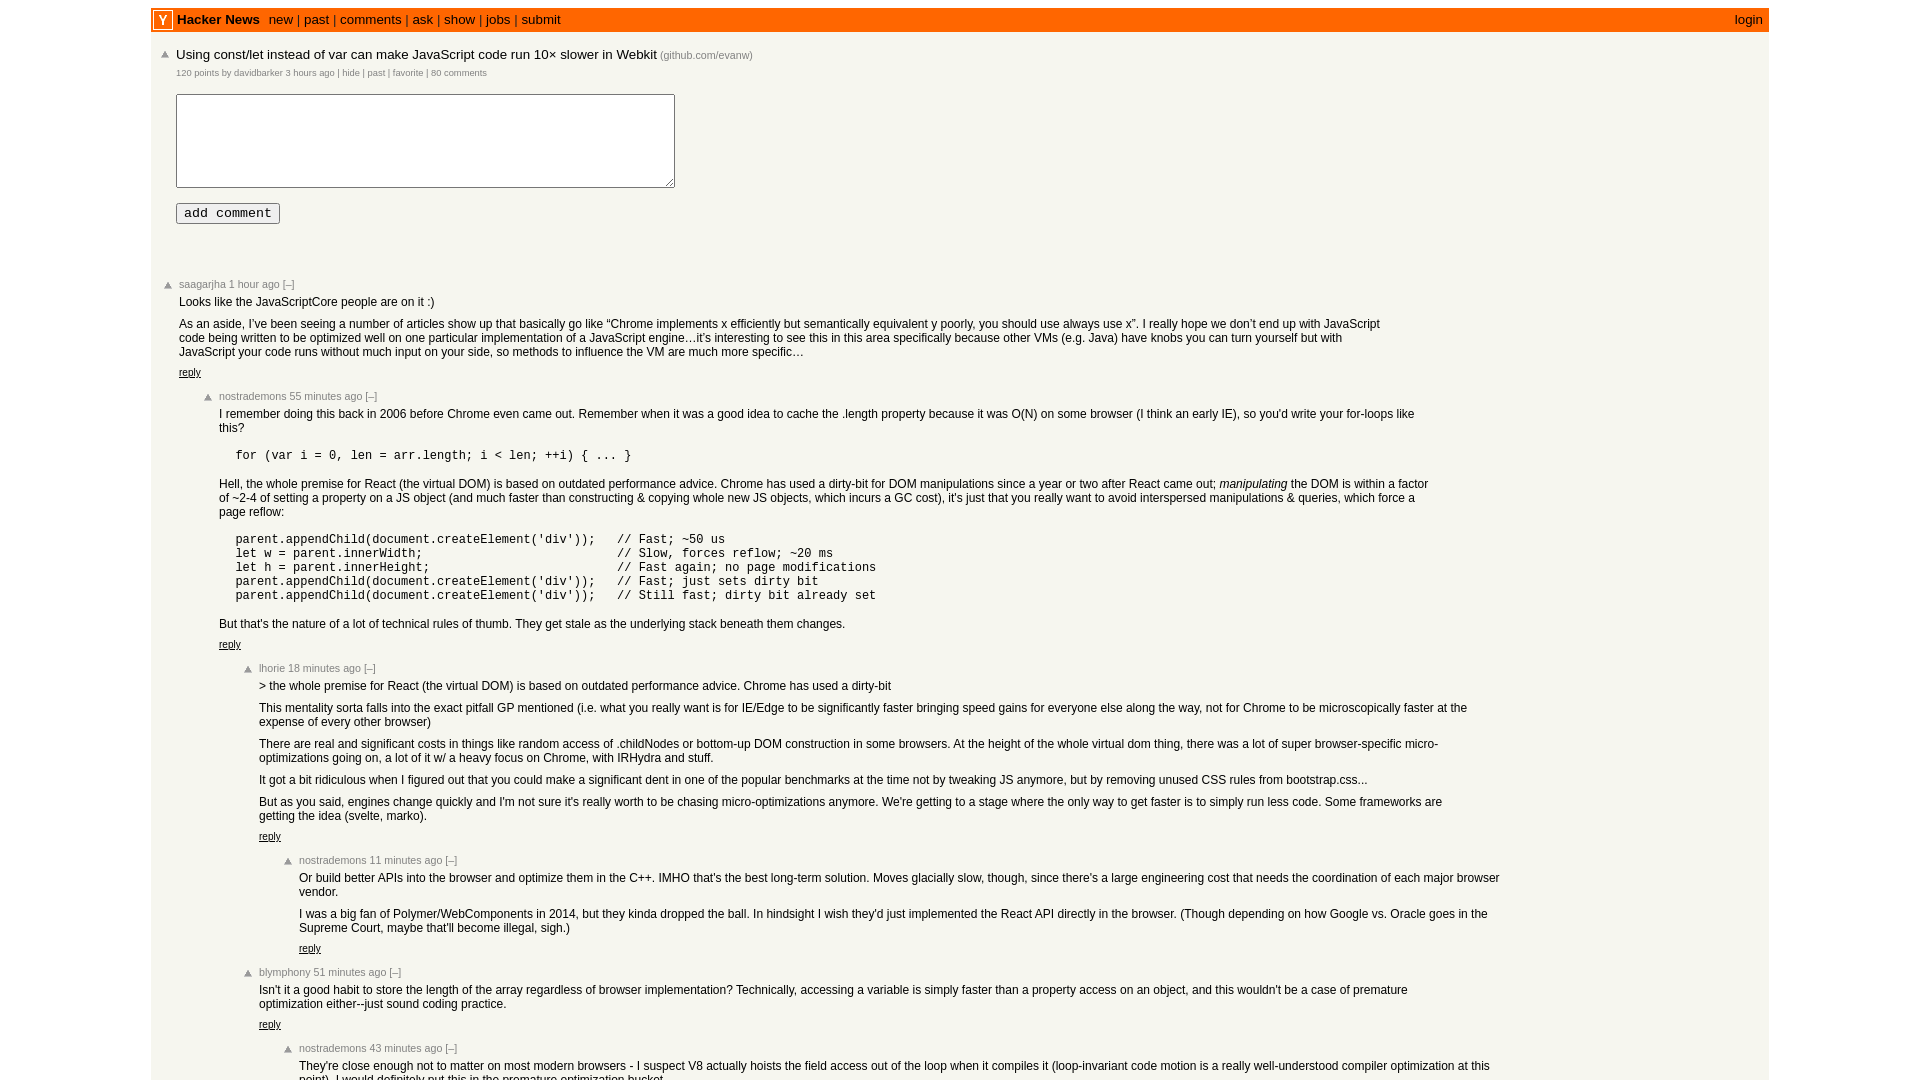 Y Hacker News new | past | comments | ask | show | jobs | submit login
Using const/let instead of var can make JavaScript code run 10× slower in Webkit (github.com/evanw)
120 points by davidbarker 3 hours ago | hide | past | favorite | 80 comments
add comment
saagarjha 1 hour ago [–]
Looks like the JavaScriptCore people are on it :)
As an aside, I’ve been seeing a number of articles show up that basically go like “Chrome implements x efficiently but semantically equivalent y poorly, you should use always use x”. I really hope we don’t end up with JavaScript
code being written to be optimized well on one particular implementation of a JavaScript engine…it’s interesting to see this in this area specifically because other VMs (e.g. Java) have knobs you can turn yourself but with
JavaScript your code runs without much input on your side, so methods to influence the VM are much more specific…
reply
nostrademons 55 minutes ago [–]
I remember doing this back in 2006 before Chrome even came out. Remember when it was a good idea to cache the .length property because it was O(N) on some browser (I think an early IE), so you'd write your for-loops like
this?
for (var i = 0, len = arr.length; i < len; ++i) { ... }
Hell, the whole premise for React (the virtual DOM) is based on outdated performance advice. Chrome has used a dirty-bit for DOM manipulations since a year or two after React came out; manipulating the DOM is within a factor
of ~2-4 of setting a property on a JS object (and much faster than constructing & copying whole new JS objects, which incurs a GC cost), it's just that you really want to avoid interspersed manipulations & queries, which force a
page reflow:
parent.appendChild(document.createElement('div'));   // Fast; ~50 us
let w = parent.innerWidth;                           // Slow, forces reflow; ~20 ms
let h = parent.innerHeight;                          // Fast again; no page modifications
parent.appendChild(document.createElement('div'));   // Fast; just sets dirty bit
parent.appendChild(document.createElement('div'));   // Still fast; dirty bit already set
But that's the nature of a lot of technical rules of thumb. They get stale as the underlying stack beneath them changes.
reply
lhorie 18 minutes ago [–]
> the whole premise for React (the virtual DOM) is based on outdated performance advice. Chrome has used a dirty-bit
This mentality sorta falls into the exact pitfall GP mentioned (i.e. what you really want is for IE/Edge to be significantly faster bringing speed gains for everyone else along the way, not for Chrome to be microscopically faster at the
expense of every other browser)
There are real and significant costs in things like random access of .childNodes or bottom-up DOM construction in some browsers. At the height of the whole virtual dom thing, there was a lot of super browser-specific micro-
optimizations going on, a lot of it w/ a heavy focus on Chrome, with IRHydra and stuff.
It got a bit ridiculous when I figured out that you could make a significant dent in one of the popular benchmarks at the time not by tweaking JS anymore, but by removing unused CSS rules from bootstrap.css...
But as you said, engines change quickly and I'm not sure it's really worth to be chasing micro-optimizations anymore. We're getting to a stage where the only way to get faster is to simply run less code. Some frameworks are
getting the idea (svelte, marko).
reply
nostrademons 11 minutes ago [–]
Or build better APIs into the browser and optimize them in the C++. IMHO that's the best long-term solution. Moves glacially slow, though, since there's a large engineering cost that needs the coordination of each major browser
vendor.
I was a big fan of Polymer/WebComponents in 2014, but they kinda dropped the ball. In hindsight I wish they'd just implemented the React API directly in the browser. (Though depending on how Google vs. Oracle goes in the
Supreme Court, maybe that'll become illegal, sigh.)
reply
blymphony 51 minutes ago [–]
Isn't it a good habit to store the length of the array regardless of browser implementation? Technically, accessing a variable is simply faster than a property access on an object, and this wouldn't be a case of premature
optimization either--just sound coding practice.
reply
nostrademons 43 minutes ago [–]
They're close enough not to matter on most modern browsers - I suspect V8 actually hoists the field access out of the loop when it compiles it (loop-invariant code motion is a really well-understood compiler optimization at this
point). I would definitely put this in the premature optimization bucket.